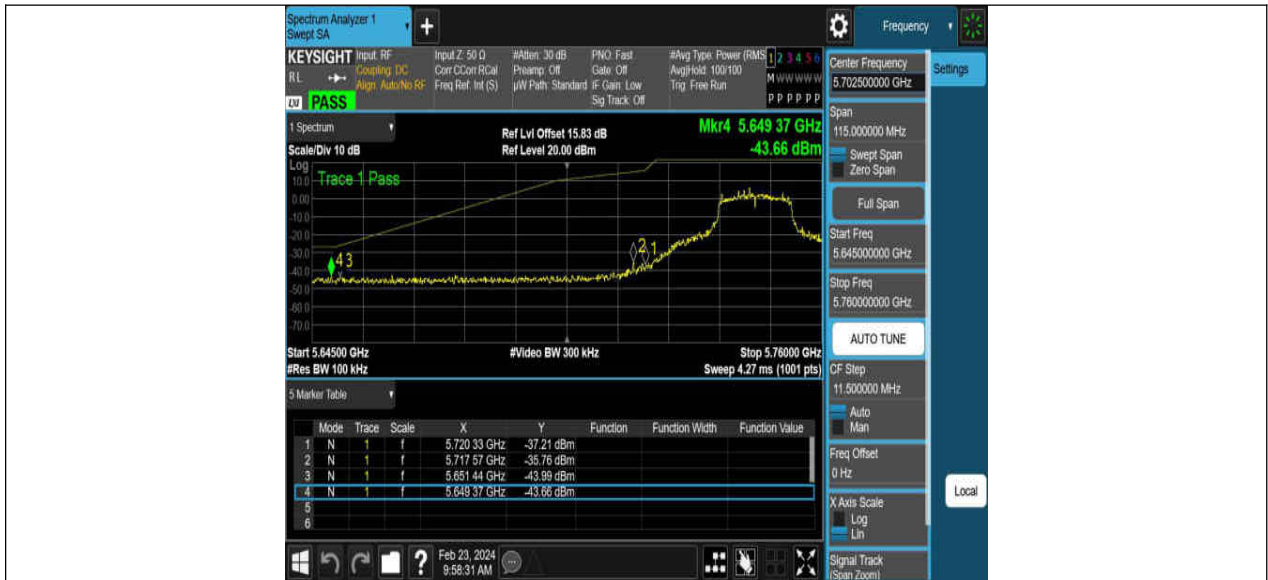 Spectrum Analyzer 1
Swept SA
+
Frequency
KEYSIGHT
RL
LXI PASS
Input: RF
Coupling: DC
Align: Auto/No RF
Input Z: 50 Ω
Corr CCorr RCal
Freq Ref: Int (S)
#Atten: 30 dB
Preamp: Off
µW Path: Standard
PNO: Fast
Gate: Off
IF Gain: Low
Sig Track: Off
#Avg Type: Power (RMS
Avg|Hold: 100/100
Trig: Free Run
1 2 3 4 5 6
M W W W W W
P P P P P P
Center Frequency
5.702500000 GHz
Settings
1 Spectrum
Scale/Div 10 dB
Ref Lvl Offset 15.83 dB
Ref Level 20.00 dBm
Mkr4 5.649 37 GHz
-43.66 dBm
Log
Trace 1 Pass
10.0
0.00
-10.0
-20.0
-30.0
-40.0
-50.0
-60.0
-70.0
4 3
2 1
Start 5.64500 GHz
#Res BW 100 kHz
#Video BW 300 kHz
Stop 5.76000 GHz
Sweep 4.27 ms (1001 pts)
Span
115.000000 MHz
Swept Span
Zero Span
Full Span
Start Freq
5.645000000 GHz
Stop Freq
5.760000000 GHz
AUTO TUNE
CF Step
11.500000 MHz
Auto
Man
Freq Offset
0 Hz
X Axis Scale
Log
Lin
Signal Track
(Span Zoom)
Local
5 Marker Table
Mode Trace Scale X Y Function Function Width Function Value
1 N 1 f 5.720 33 GHz -37.21 dBm
2 N 1 f 5.717 57 GHz -35.76 dBm
3 N 1 f 5.651 44 GHz -43.99 dBm
4 N 1 f 5.649 37 GHz -43.66 dBm
5
6
?
Feb 23, 2024
9:58:31 AM